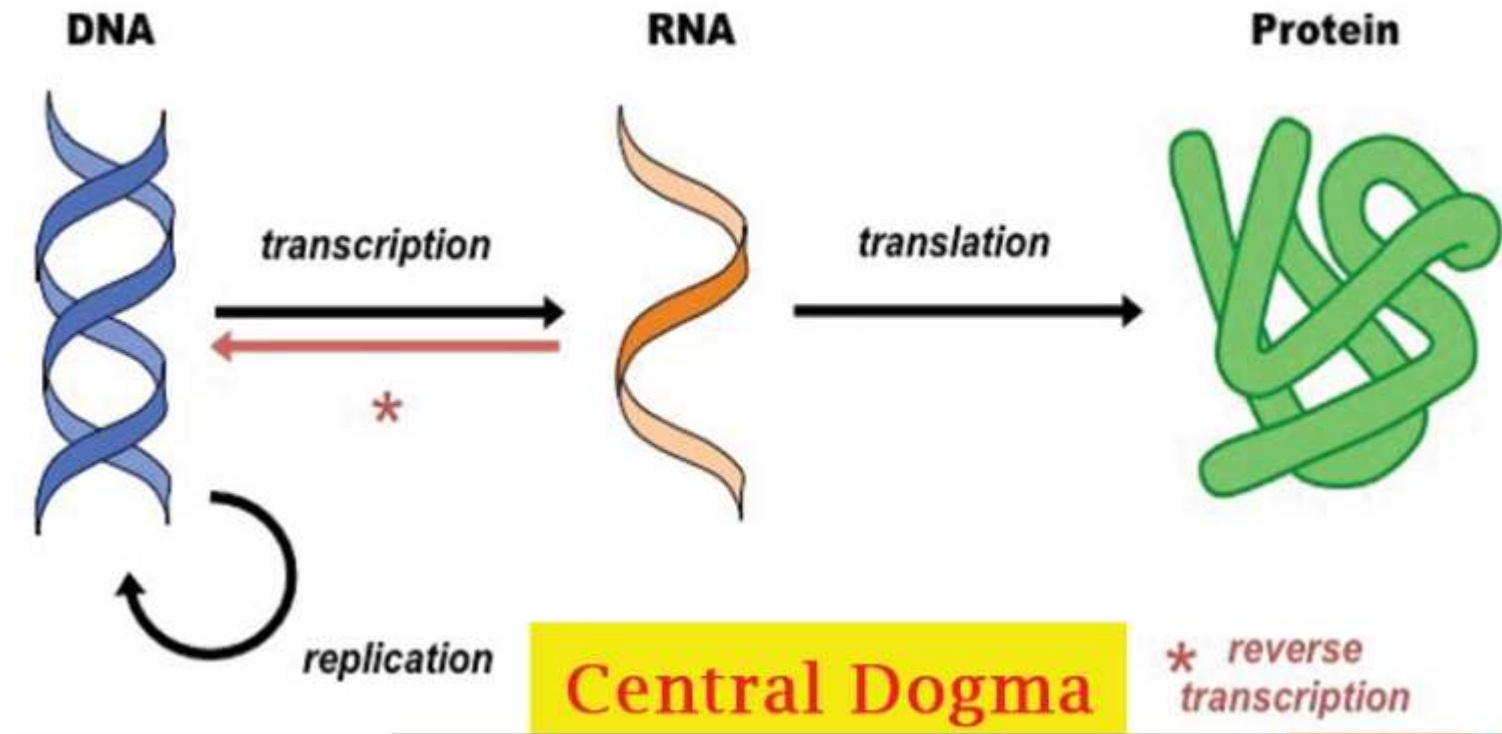 DNA
RNA
Protein
transcription
translation
*
replication
Central Dogma
* reverse
transcription